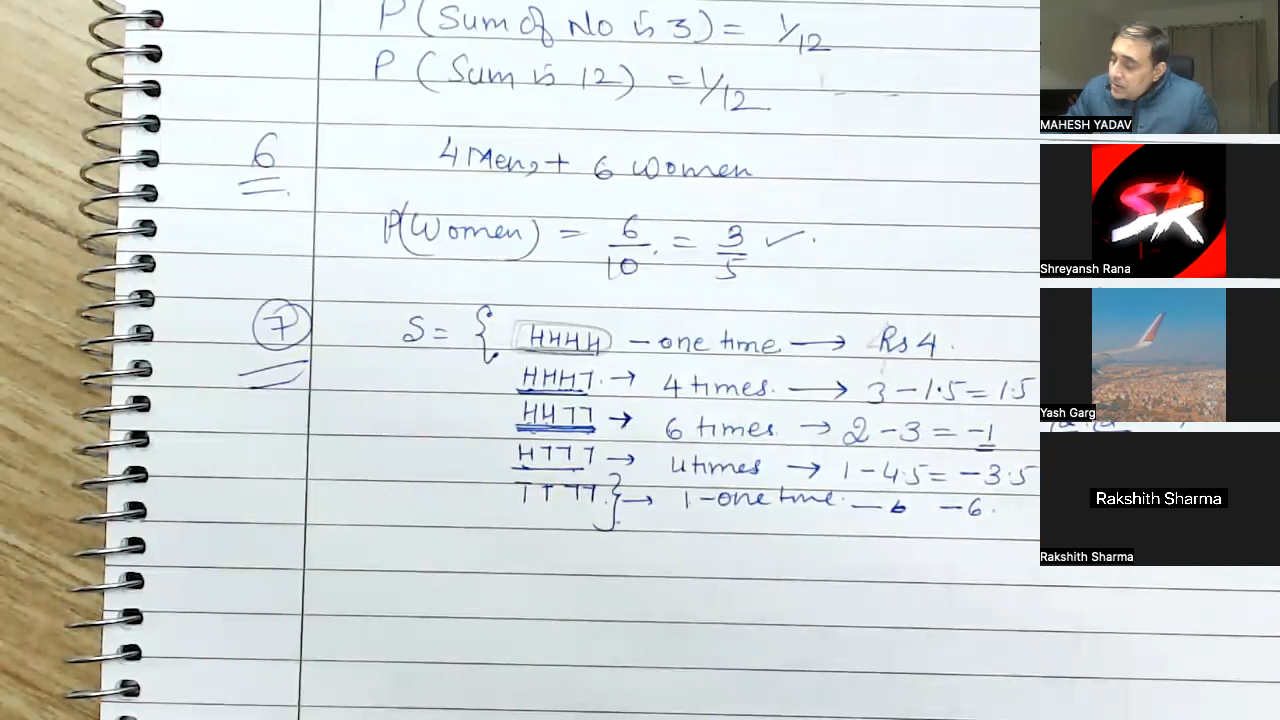 P (Sum of No is 3) = 1/12
P (Sum is 12) = 1/12
6
4 Men, + 6 women
P(Women) = 6/10 = 3/5 ✓.
7
S = { HHHH - one time → Rs 4.
HHHT. → 4 times. → 3 - 1.5 = 1.5
HHTT → 6 times. → 2 - 3 = -1
HTTT → 4 times → 1 - 4.5 = -3.5
TTTT. } → 1 - one time. - 6 -6.
MAHESH YADAV
SR
Shreyansh Rana
Yash Garg
Rakshith Sharma
Rakshith Sharma